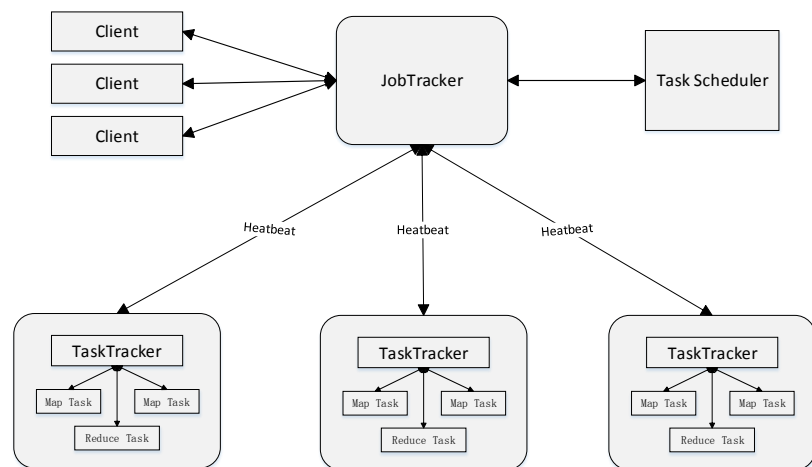 Client
Client
Client
JobTracker
Task Scheduler
Heatbeat
Heatbeat
Heatbeat
TaskTracker
Map Task
Map Task
Reduce Task
TaskTracker
Map Task
Map Task
Reduce Task
TaskTracker
Map Task
Map Task
Reduce Task